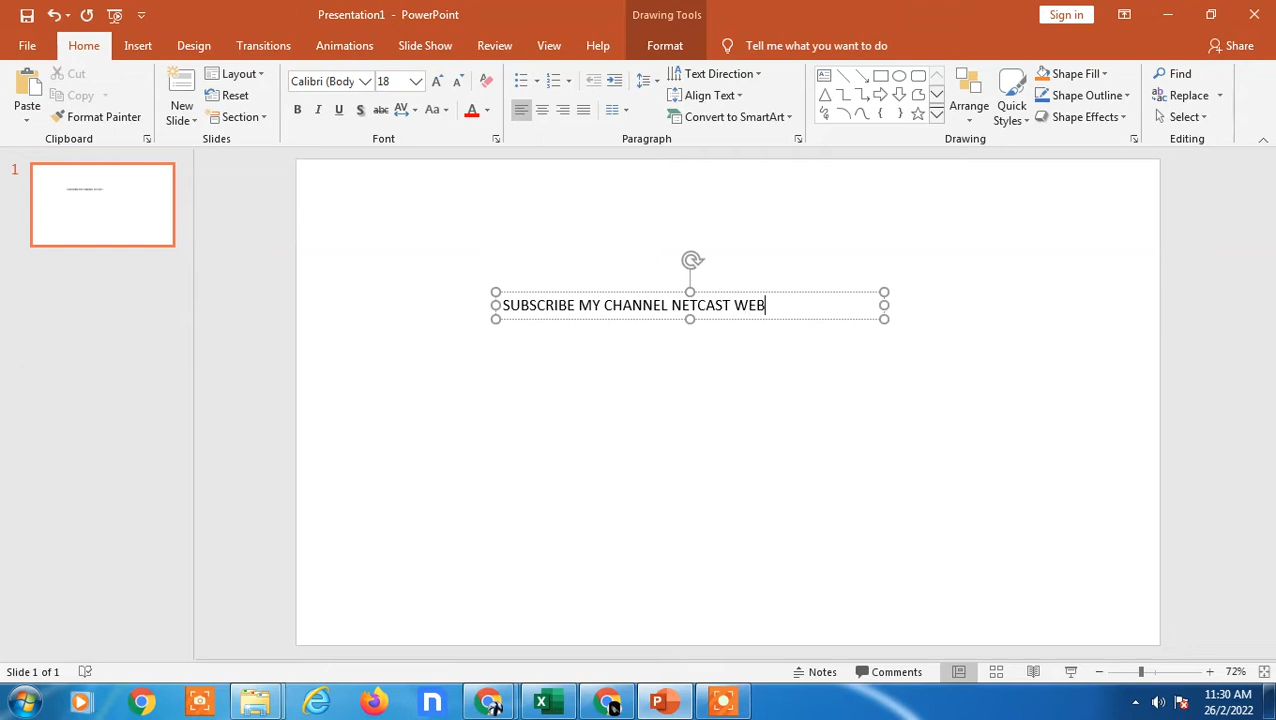 Presentation1 - PowerPoint
Drawing Tools
Sign in
File Home Insert Design Transitions Animations Slide Show Review View Help Format Tell me what you want to do Share
Paste
Cut
Copy
Format Painter
Clipboard
New Slide
Layout
Reset
Section
Slides
Calibri (Body 18
B I U S abc AV Aa A
Font
Text Direction
Align Text
Convert to SmartArt
Paragraph
Arrange
Quick Styles
Shape Fill
Shape Outline
Shape Effects
Drawing
Find
Replace
Select
Editing
1
SUBSCRIBE MY CHANNEL NETCAST WEB
Slide 1 of 1
Notes
Comments
72%
11:30 AM
26/2/2022